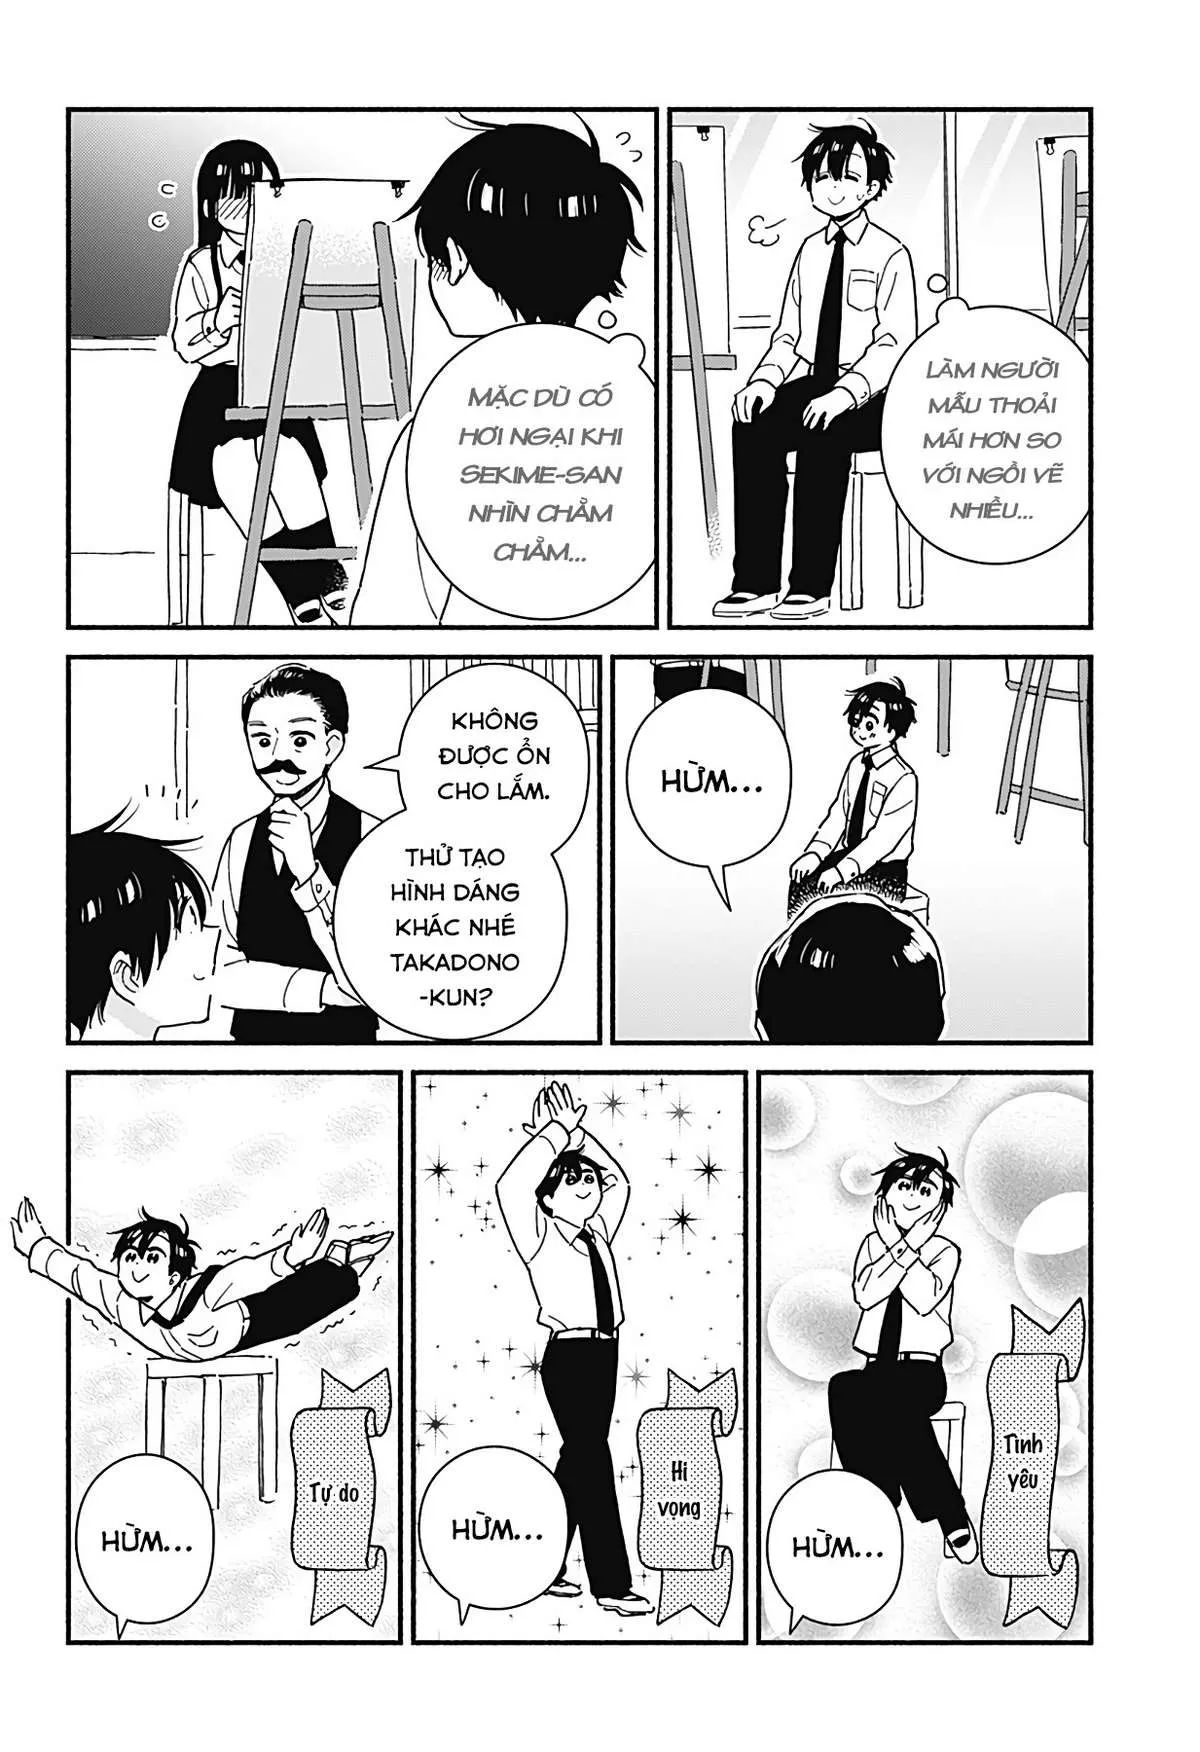 LÀM NGƯỜI
MẪU THOẢI
MÁI HƠN SO
VỚI NGỒI VẼ
NHIỀU...
MẶC DÙ CÓ
HƠI NGẠI KHI
SEKIME-SAN
NHÌN CHẰM
CHẰM...
HỪM...
KHÔNG
ĐƯỢC ỔN
CHO LẮM.
THỬ TẠO
HÌNH DÁNG
KHÁC NHÉ
TAKADONO
-KUN?
Tình
yêu
HỪM...
Hi
vọng
HỪM...
Tự do
HỪM...